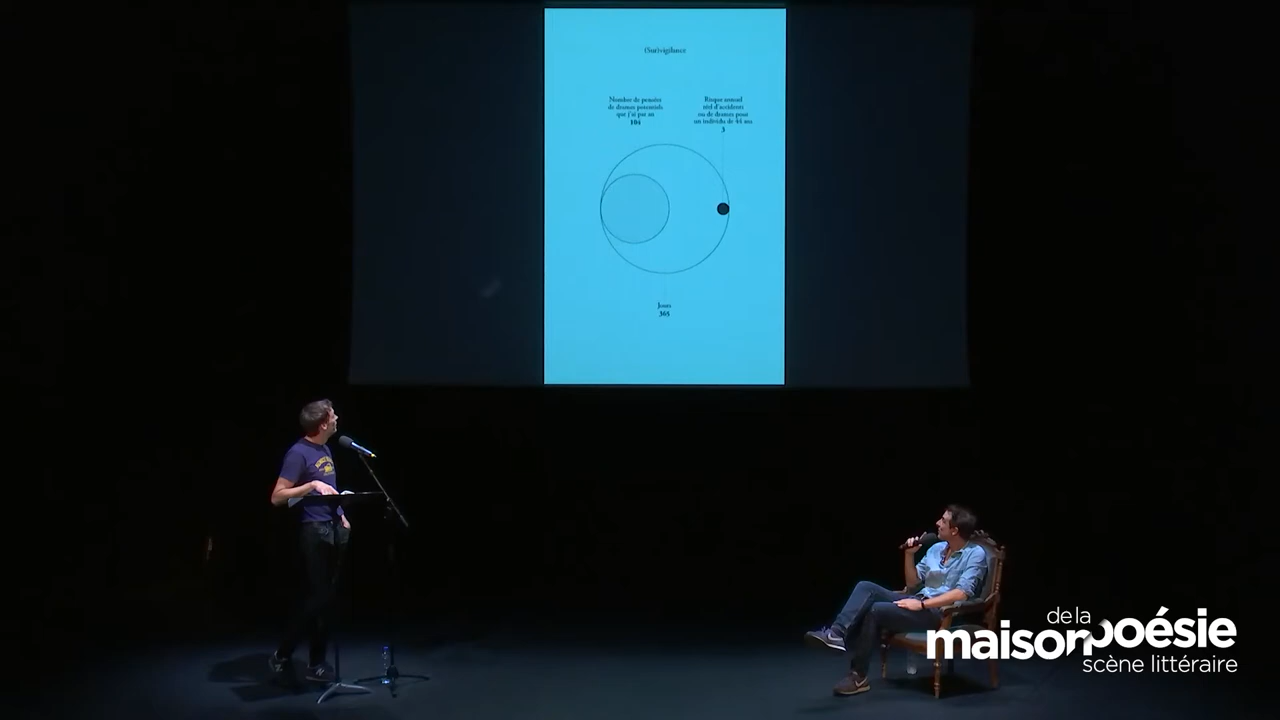 (Sur)vigilance
Nombre de pensées
de drames potentiels
que j'ai par an
104
Risque annuel
réel d'accidents
ou de drames pour
un individu de 44 ans
3
Jours
365
de la
maison poésie
scène littéraire